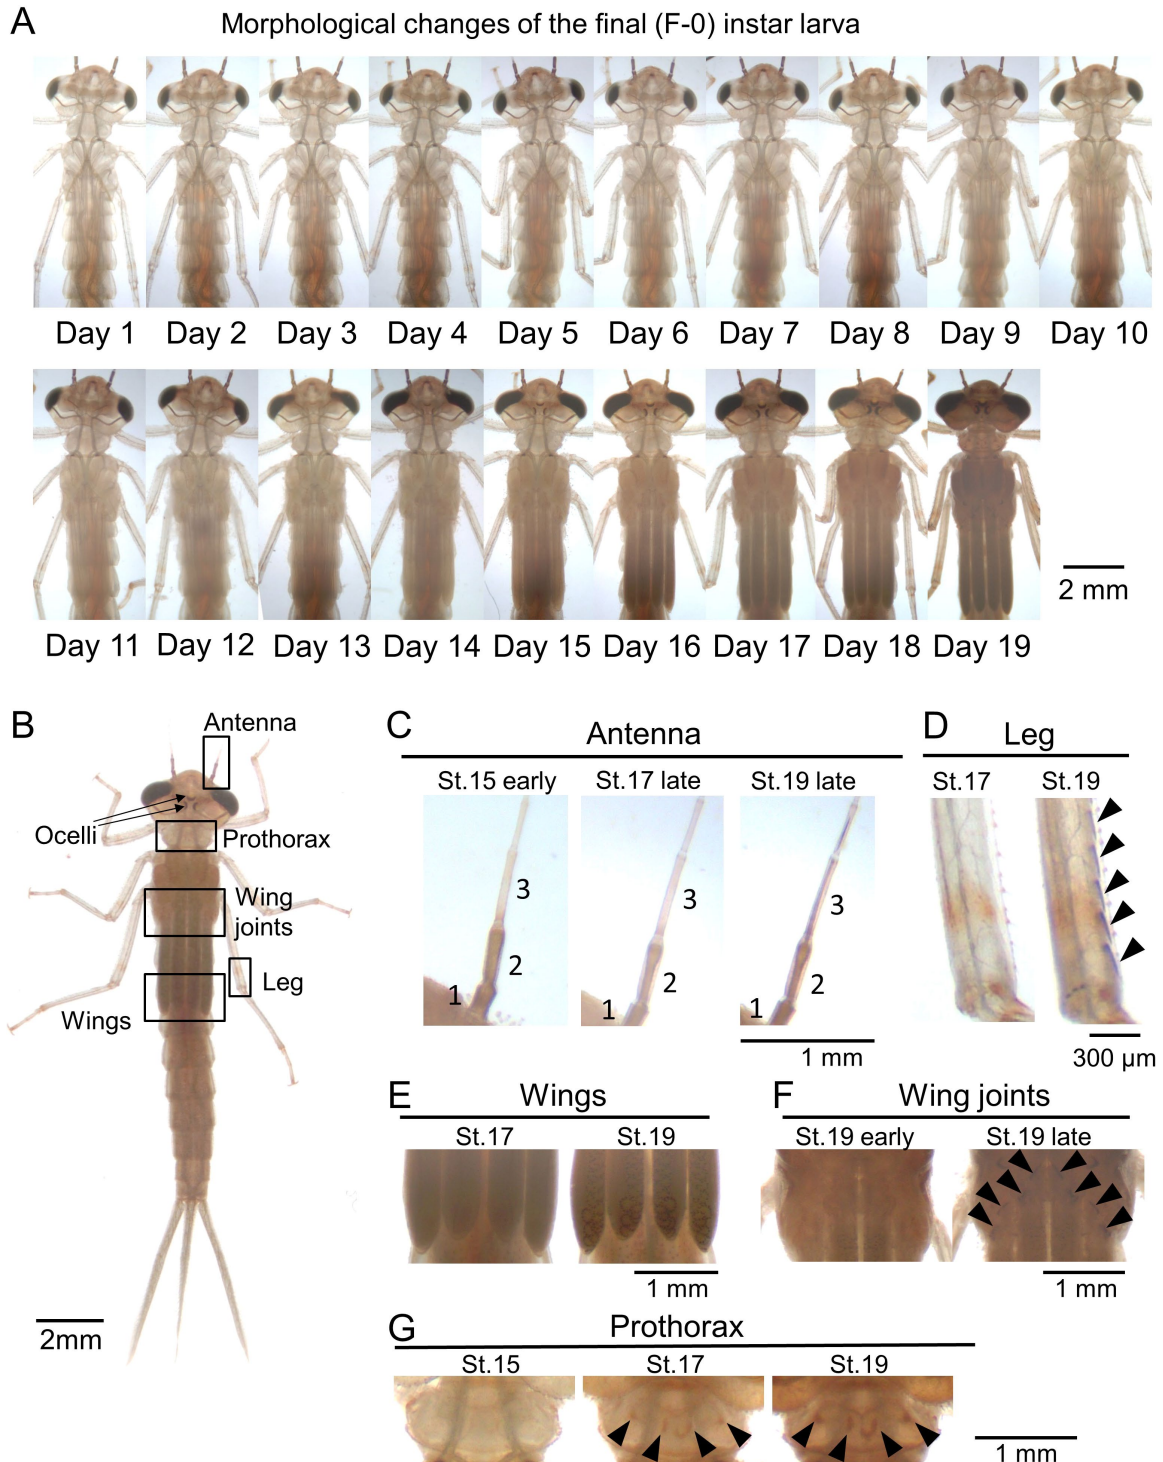 A
Morphological changes of the final (F-0) instar larva
Day 1 Day 2 Day 3 Day 4 Day 5 Day 6 Day 7 Day 8 Day 9 Day 10
Day 11 Day 12 Day 13 Day 14 Day 15 Day 16 Day 17 Day 18 Day 19
2 mm
B
Antenna
Ocelli
Prothorax
Wing
joints
Leg
Wings
2mm
C
Antenna
St.15 early St.17 late St.19 late
1 2 3
1 2 3
1 2 3
1 mm
D
Leg
St.17 St.19
300 µm
E
Wings
St.17 St.19
1 mm
F
Wing joints
St.19 early St.19 late
1 mm
G
Prothorax
St.15 St.17 St.19
1 mm